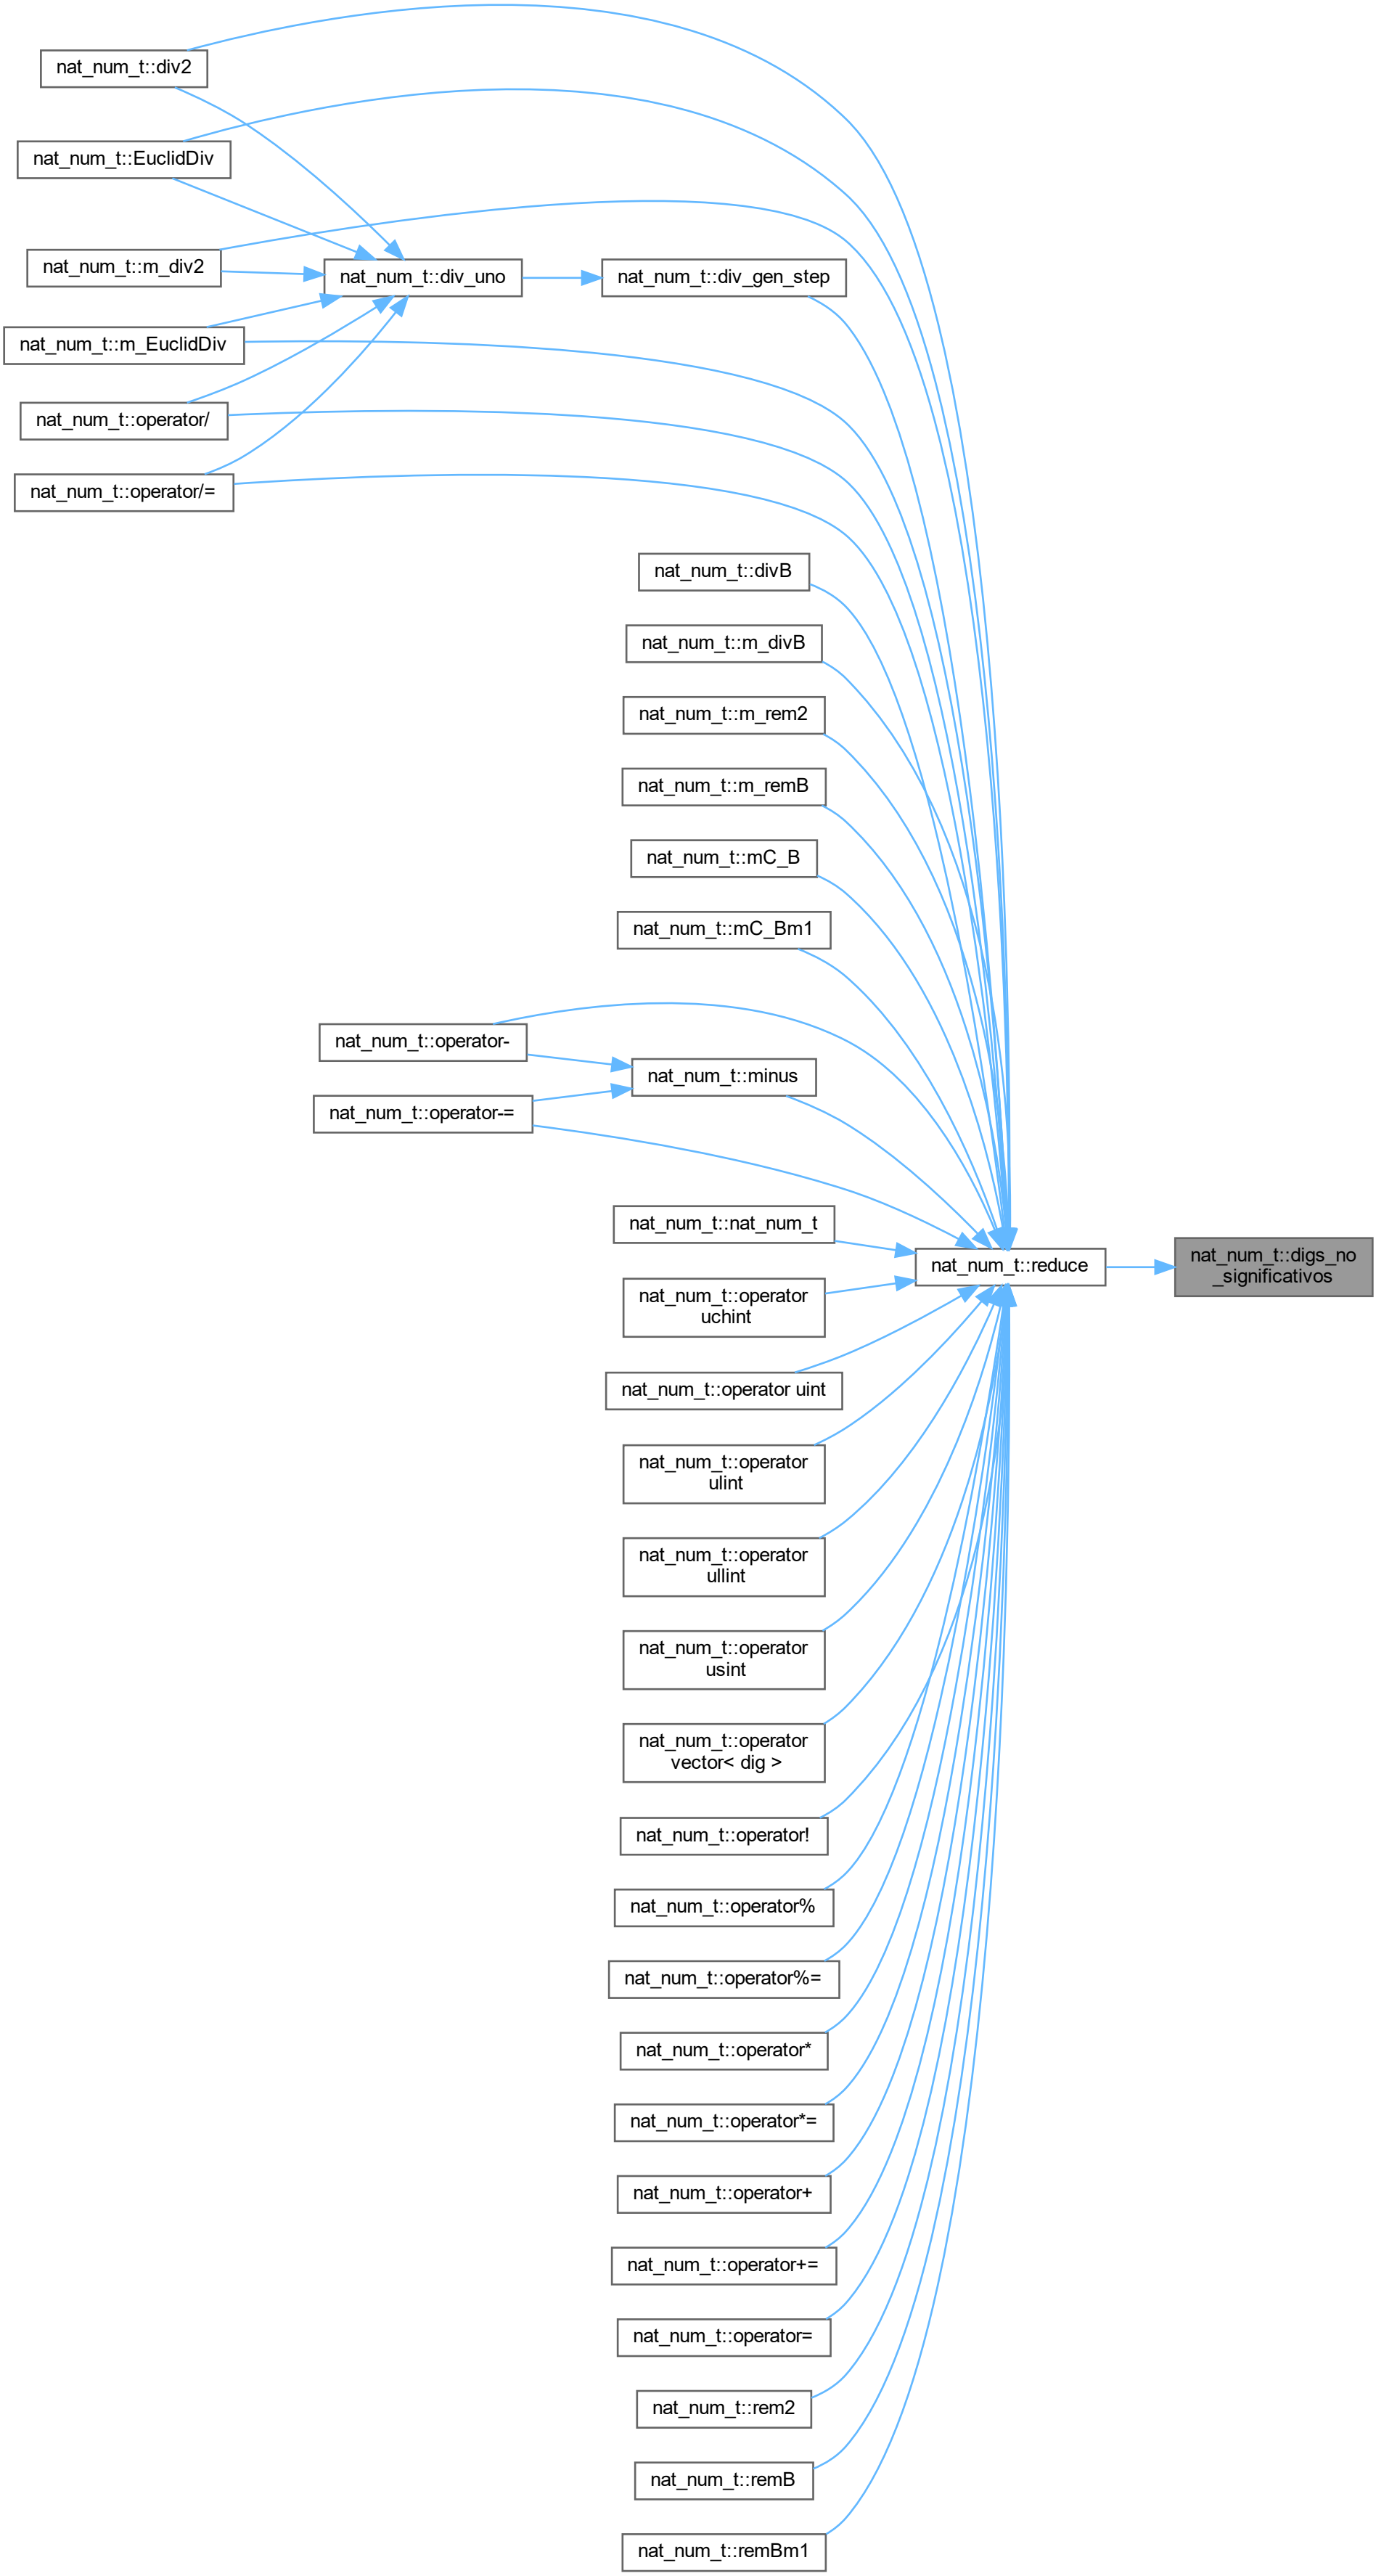 nat_num_t::div2
nat_num_t::EuclidDiv
nat_num_t::m_div2
nat_num_t::div_uno
nat_num_t::div_gen_step
nat_num_t::m_EuclidDiv
nat_num_t::operator/
nat_num_t::operator/=
nat_num_t::divB
nat_num_t::m_divB
nat_num_t::m_rem2
nat_num_t::m_remB
nat_num_t::mC_B
nat_num_t::mC_Bm1
nat_num_t::operator-
nat_num_t::minus
nat_num_t::operator-=
nat_num_t::nat_num_t
nat_num_t::reduce
nat_num_t::digs_no
_significativos
nat_num_t::operator
uchint
nat_num_t::operator uint
nat_num_t::operator
ulint
nat_num_t::operator
ullint
nat_num_t::operator
usint
nat_num_t::operator
vector< dig >
nat_num_t::operator!
nat_num_t::operator%
nat_num_t::operator%=
nat_num_t::operator*
nat_num_t::operator*=
nat_num_t::operator+
nat_num_t::operator+=
nat_num_t::operator=
nat_num_t::rem2
nat_num_t::remB
nat_num_t::remBm1